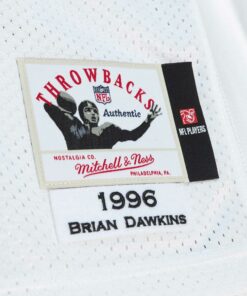 THROWBACKS
NFL
Authentic
NFL PLAYERS
NOSTALGIA CO.
Mitchell & Ness
PHILADELPHIA, PA.
1996
BRIAN DAWKINS